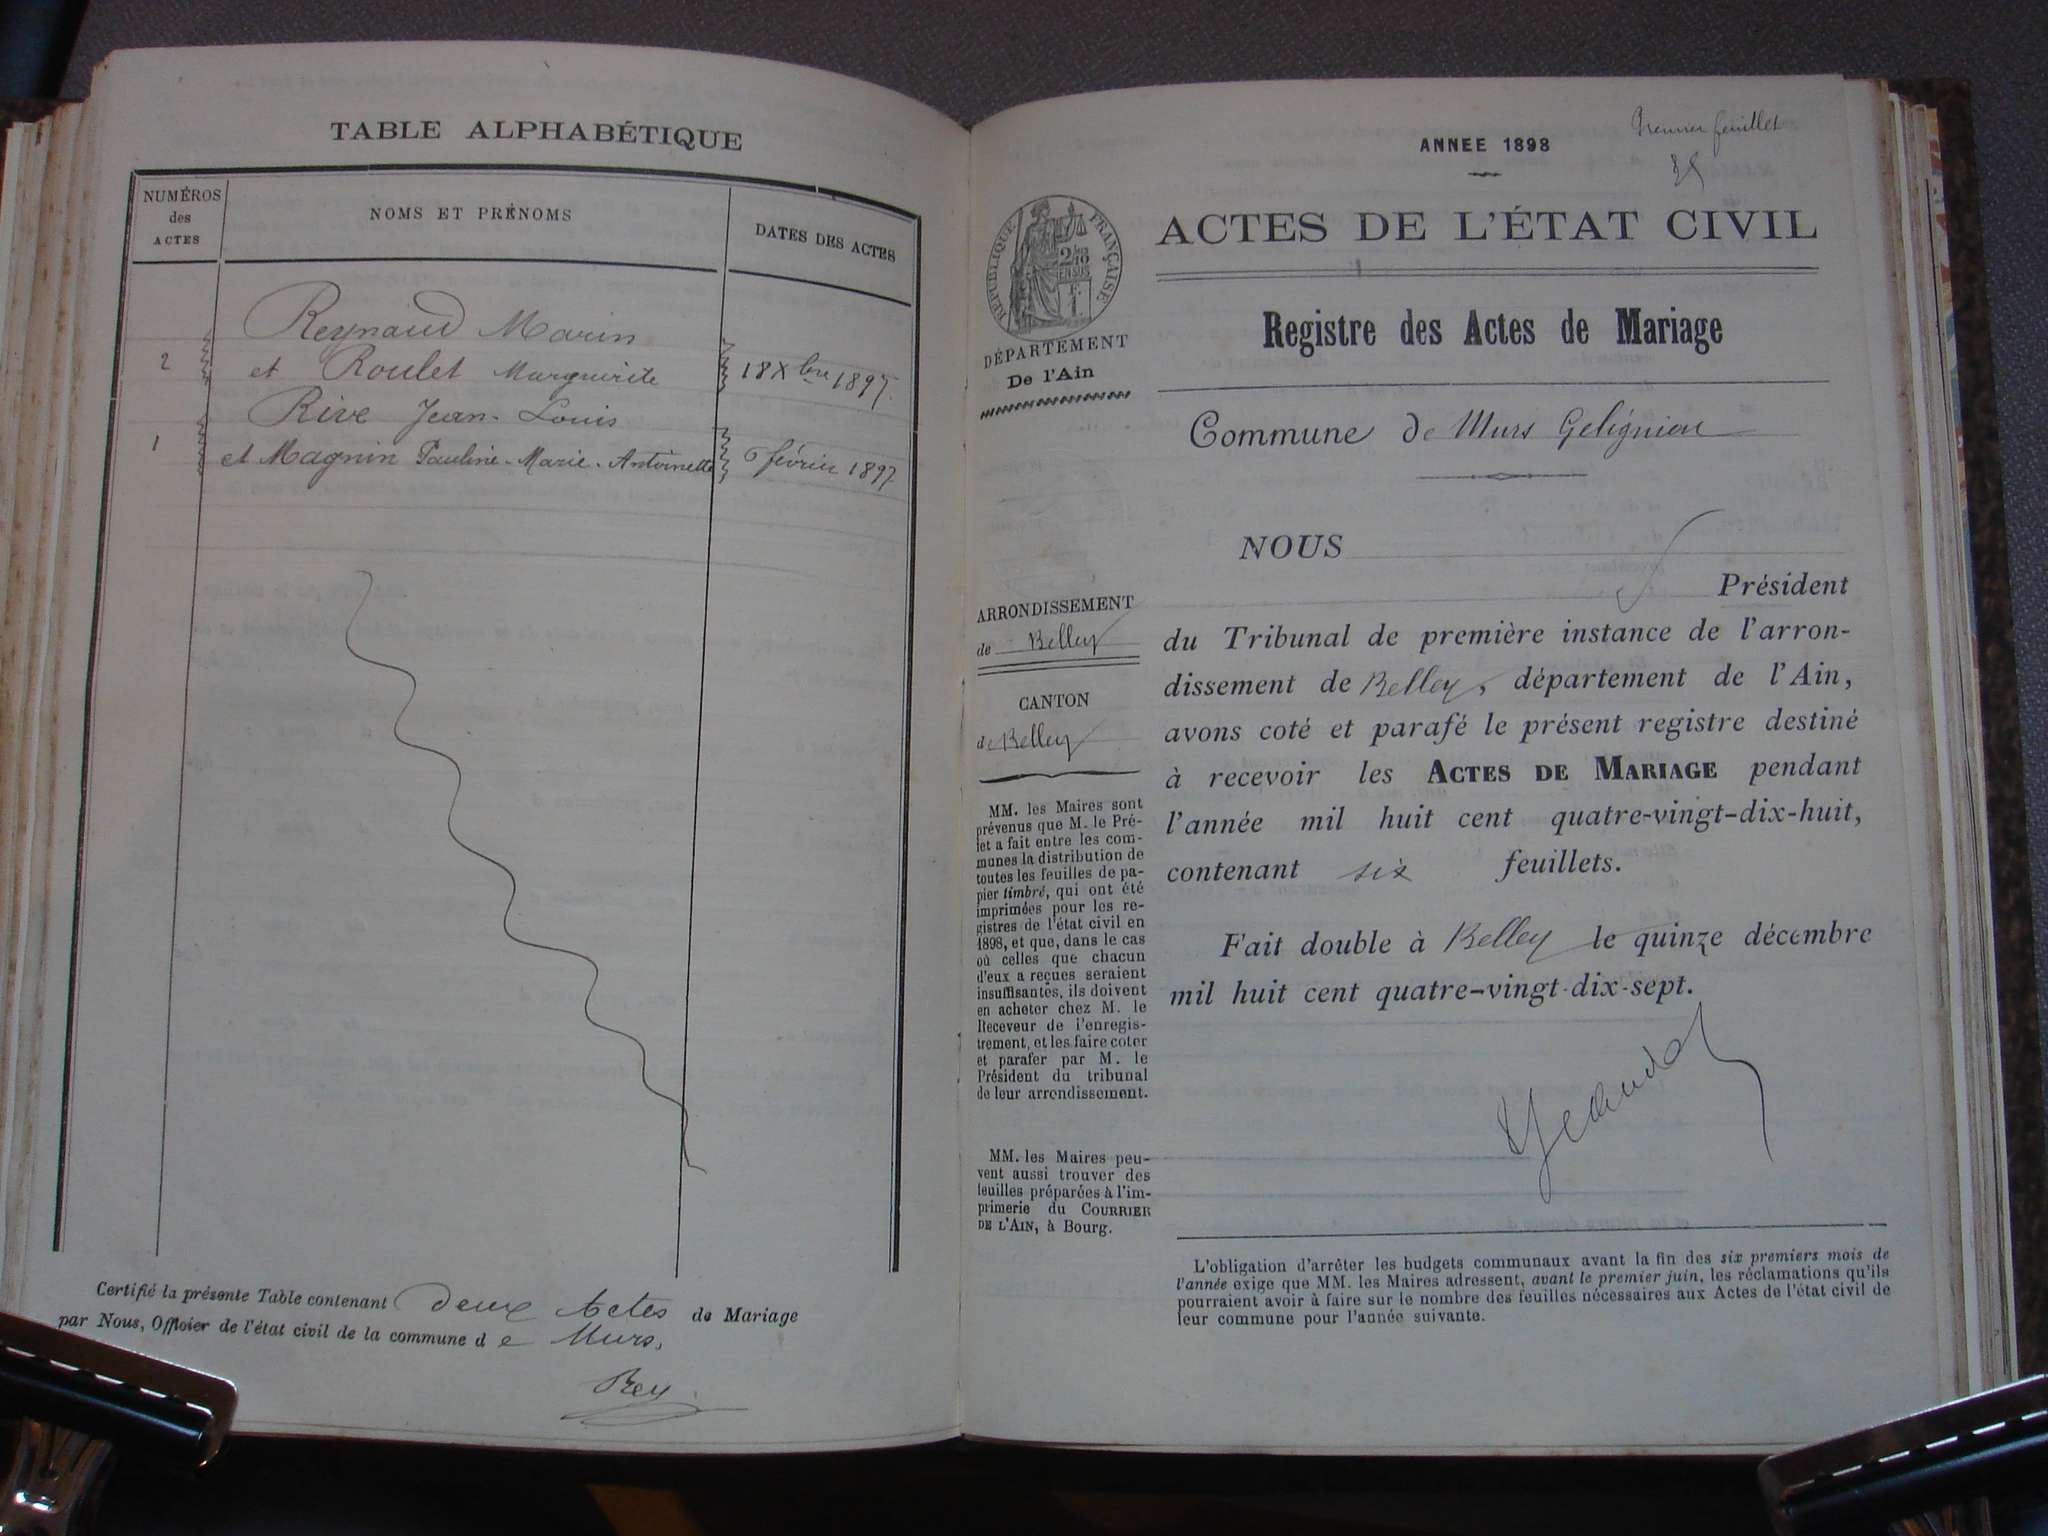 TABLE ALPHABÉTIQUE
NUMÉROS
des
ACTES
NOMS ET PRÉNOMS
DATES DES ACTES
Reynaud Marin
2 et Roulet Marguerite 18 Xbre 1897.
Rive Jean-Louis
1 et Magnin Pauline-Marie-Antoinette 6 février 1897
Certifié la présente Table contenant deux Actes de Mariage
par Nous, Officier de l'état civil de la commune d e Murs,
Rey
Premier feuillet
ANNEE 1898
ACTES DE L'ÉTAT CIVIL
RÉPUBLIQUE FRANÇAISE
2/10
EN SUS
DÉPARTEMENT
De l'Ain
Registre des Actes de Mariage
Commune de Murs Gelignieu
NOUS
Président
du Tribunal de première instance de l'arron-
dissement de Belley, département de l'Ain,
avons coté et parafé le présent registre destiné
à recevoir les ACTES DE MARIAGE pendant
l'année mil huit cent quatre-vingt-dix-huit,
contenant six feuillets.
Fait double à Belley le quinze décembre
mil huit cent quatre-vingt-dix-sept.
ARRONDISSEMENT
de Belley
CANTON
de Belley
MM. les Maires sont
prévenus que M. le Pré-
fet a fait entre les com-
munes la distribution de
toutes les feuilles de pa-
pier timbré, qui ont été
imprimées pour les re-
gistres de l'état civil en
1898, et que, dans le cas
où celles que chacun
d'eux a reçues seraient
insuffisantes, ils doivent
en acheter chez M. le
Receveur de l'enregis-
trement, et les faire coter
et parafer par M. le
Président du tribunal
de leur arrondissement.
MM. les Maires peu-
vent aussi trouver des
feuilles préparées à l'im-
primerie du COURRIER
DE L'AIN, à Bourg.
L'obligation d'arrêter les budgets communaux avant la fin des six premiers mois de
l'année exige que MM. les Maires adressent, avant le premier juin, les réclamations qu'ils
pourraient avoir à faire sur le nombre des feuilles nécessaires aux Actes de l'état civil de
leur commune pour l'année suivante.